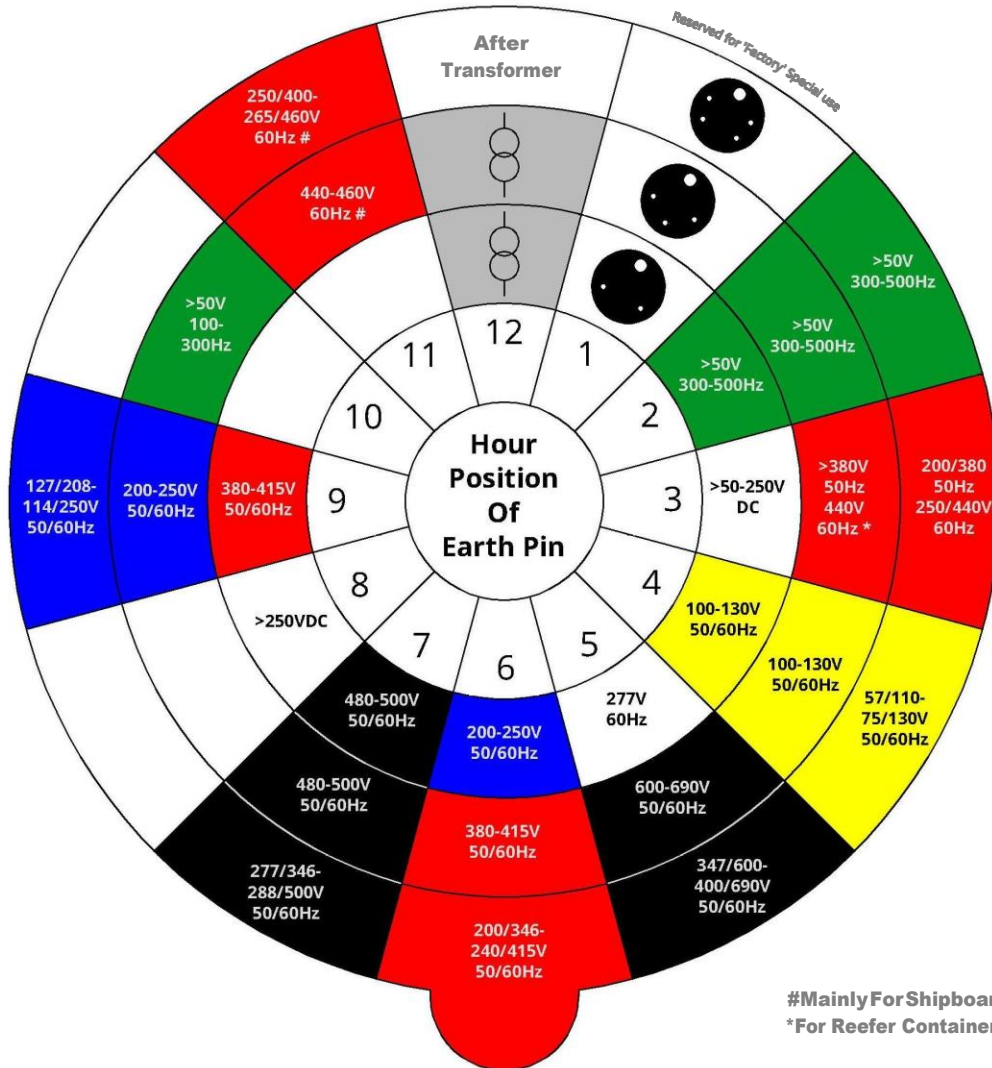 After
Transformer
Reserved for 'Factory' Special use
250/400-
265/460V
60Hz #
440-460V
60Hz #
>50V
300-500Hz
>50V
300-500Hz
>50V
300-500Hz
>50V
100-
300Hz
12
1
2
3
4
5
6
7
8
9
10
11
Hour
Position
Of
Earth Pin
127/208-
114/250V
50/60Hz
200-250V
50/60Hz
380-415V
50/60Hz
>50-250V
DC
>380V
50Hz
440V
60Hz *
200/380
50Hz
250/440V
60Hz
100-130V
50/60Hz
100-130V
50/60Hz
57/110-
75/130V
50/60Hz
>250VDC
277V
60Hz
480-500V
50/60Hz
200-250V
50/60Hz
480-500V
50/60Hz
600-690V
50/60Hz
380-415V
50/60Hz
277/346-
288/500V
50/60Hz
347/600-
400/690V
50/60Hz
200/346-
240/415V
50/60Hz
#MainlyForShipboar
*For Reefer Container